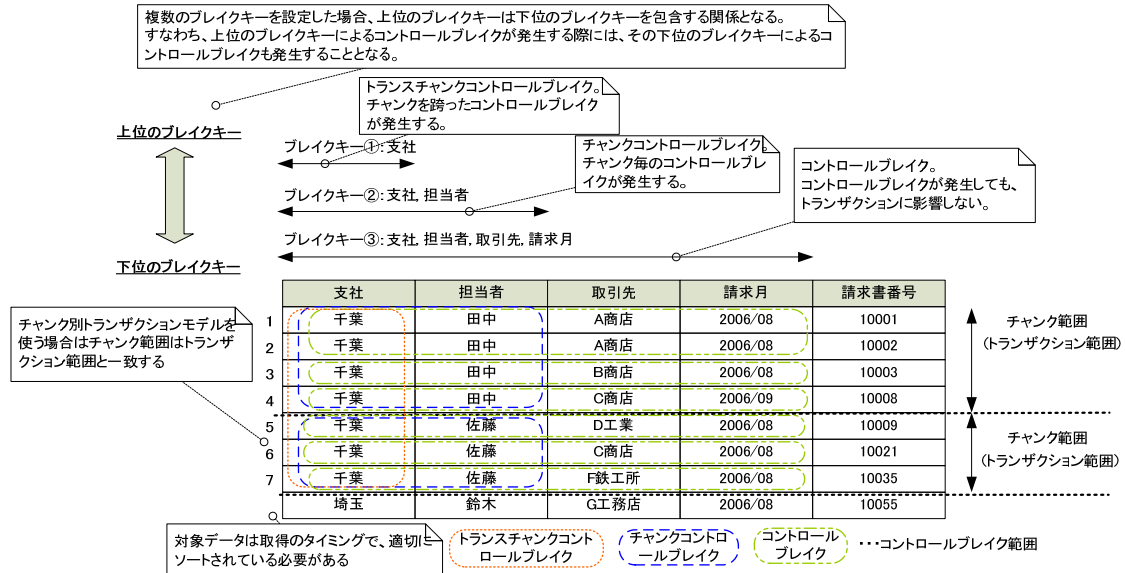 複数のブレイクキーを設定した場合、上位のブレイクキーは下位のブレイクキーを包含する関係となる。
すなわち、上位のブレイクキーによるコントロールブレイクが発生する際には、その下位のブレイクキーによるコ
ントロールブレイクも発生することとなる。
トランスチャンクコントロールブレイク。
チャンクを跨ったコントロールブレイク
が発生する。
上位のブレイクキー
ブレイクキー①:支社
チャンクコントロールブレイク。
チャンク毎のコントロールブレ
イクが発生する。
コントロールブレイク。
コントロールブレイクが発生しても、
トランザクションに影響しない。
ブレイクキー②:支社, 担当者
ブレイクキー③:支社, 担当者, 取引先, 請求月
下位のブレイクキー
支社 担当者 取引先 請求月 請求書番号
1 千葉 田中 A商店 2006/08 10001
2 千葉 田中 A商店 2006/08 10002
3 千葉 田中 B商店 2006/08 10003
4 千葉 田中 C商店 2006/09 10008
5 千葉 佐藤 D工業 2006/08 10009
6 千葉 佐藤 C商店 2006/08 10021
7 千葉 佐藤 F鉄工所 2006/08 10035
埼玉 鈴木 G工務店 2006/08 10055
チャンク別トランザクションモデルを
使う場合はチャンク範囲はトランザ
クション範囲と一致する
チャンク範囲
(トランザクション範囲)
チャンク範囲
(トランザクション範囲)
対象データは取得のタイミングで、適切に
ソートされている必要がある
トランスチャンクコント
ロールブレイク
チャンクコントロ
ールブレイク
コントロール
ブレイク
･･･コントロールブレイク範囲